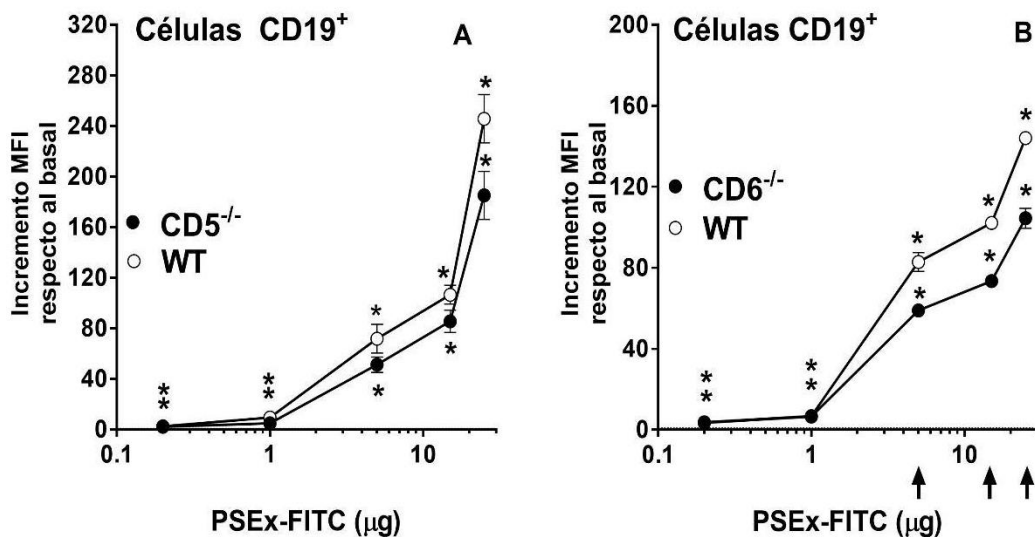 Células CD19⁺
A
Incremento MFI
respecto al basal
320
280
240
200
160
120
80
40
0
CD5⁻/⁻
WT
* *
* *
* *
* *
* *
0.1
1
10
PSEx-FITC (µg)
Células CD19⁺
B
Incremento MFI
respecto al basal
200
160
120
80
40
0
CD6⁻/⁻
WT
* *
* *
* *
* *
* *
0.1
1
10
PSEx-FITC (µg)